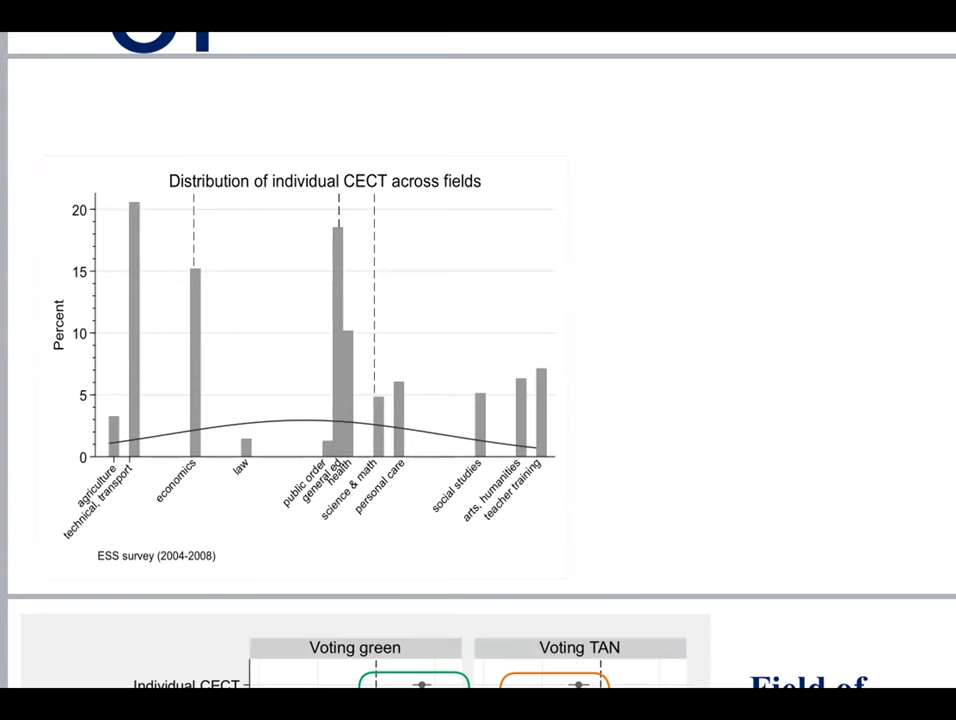 Distribution of individual CECT across fields
Percent
20
15
10
5
0
agriculture
technical, transport
economics
law
public order
general ed
health
science & math
personal care
social studies
arts, humanities
teacher training
ESS survey (2004-2008)
Voting green
Voting TAN
Individual CECT
Field of